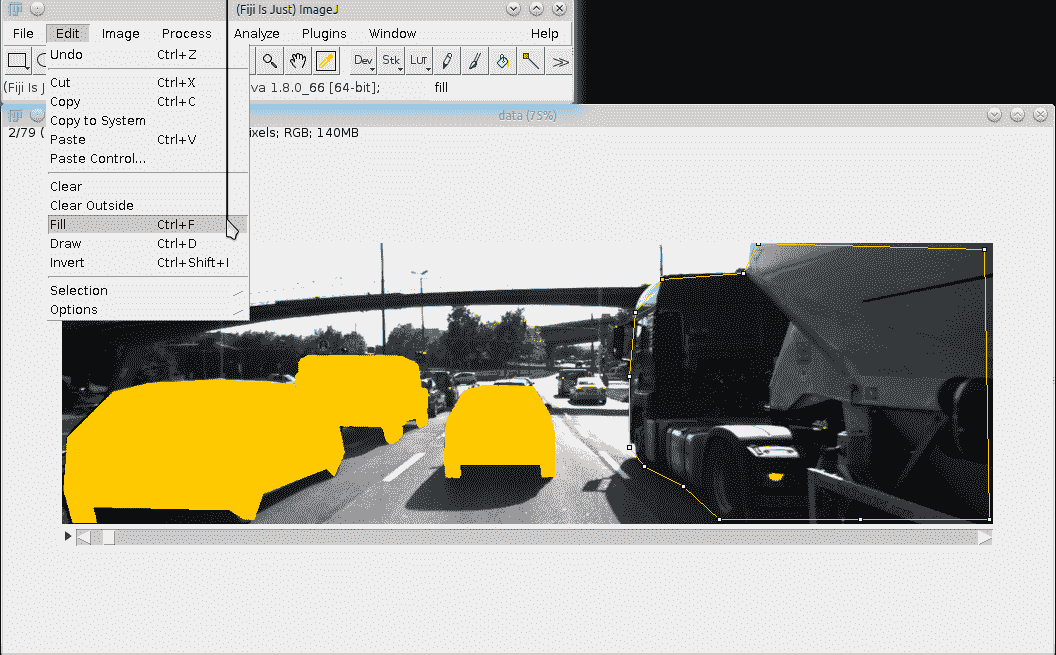 (Fiji Is Just) ImageJ
File Edit Image Process Analyze Plugins Window Help
Dev Stk LUT >>
(Fiji Is J va 1.8.0_66 [64-bit]; fill
Undo Ctrl+Z
Cut Ctrl+X
Copy Ctrl+C
Copy to System
Paste Ctrl+V
Paste Control...
Clear
Clear Outside
Fill Ctrl+F
Draw Ctrl+D
Invert Ctrl+Shift+I
Selection
Options
data (75%)
2/79 ( ixels; RGB; 140MB